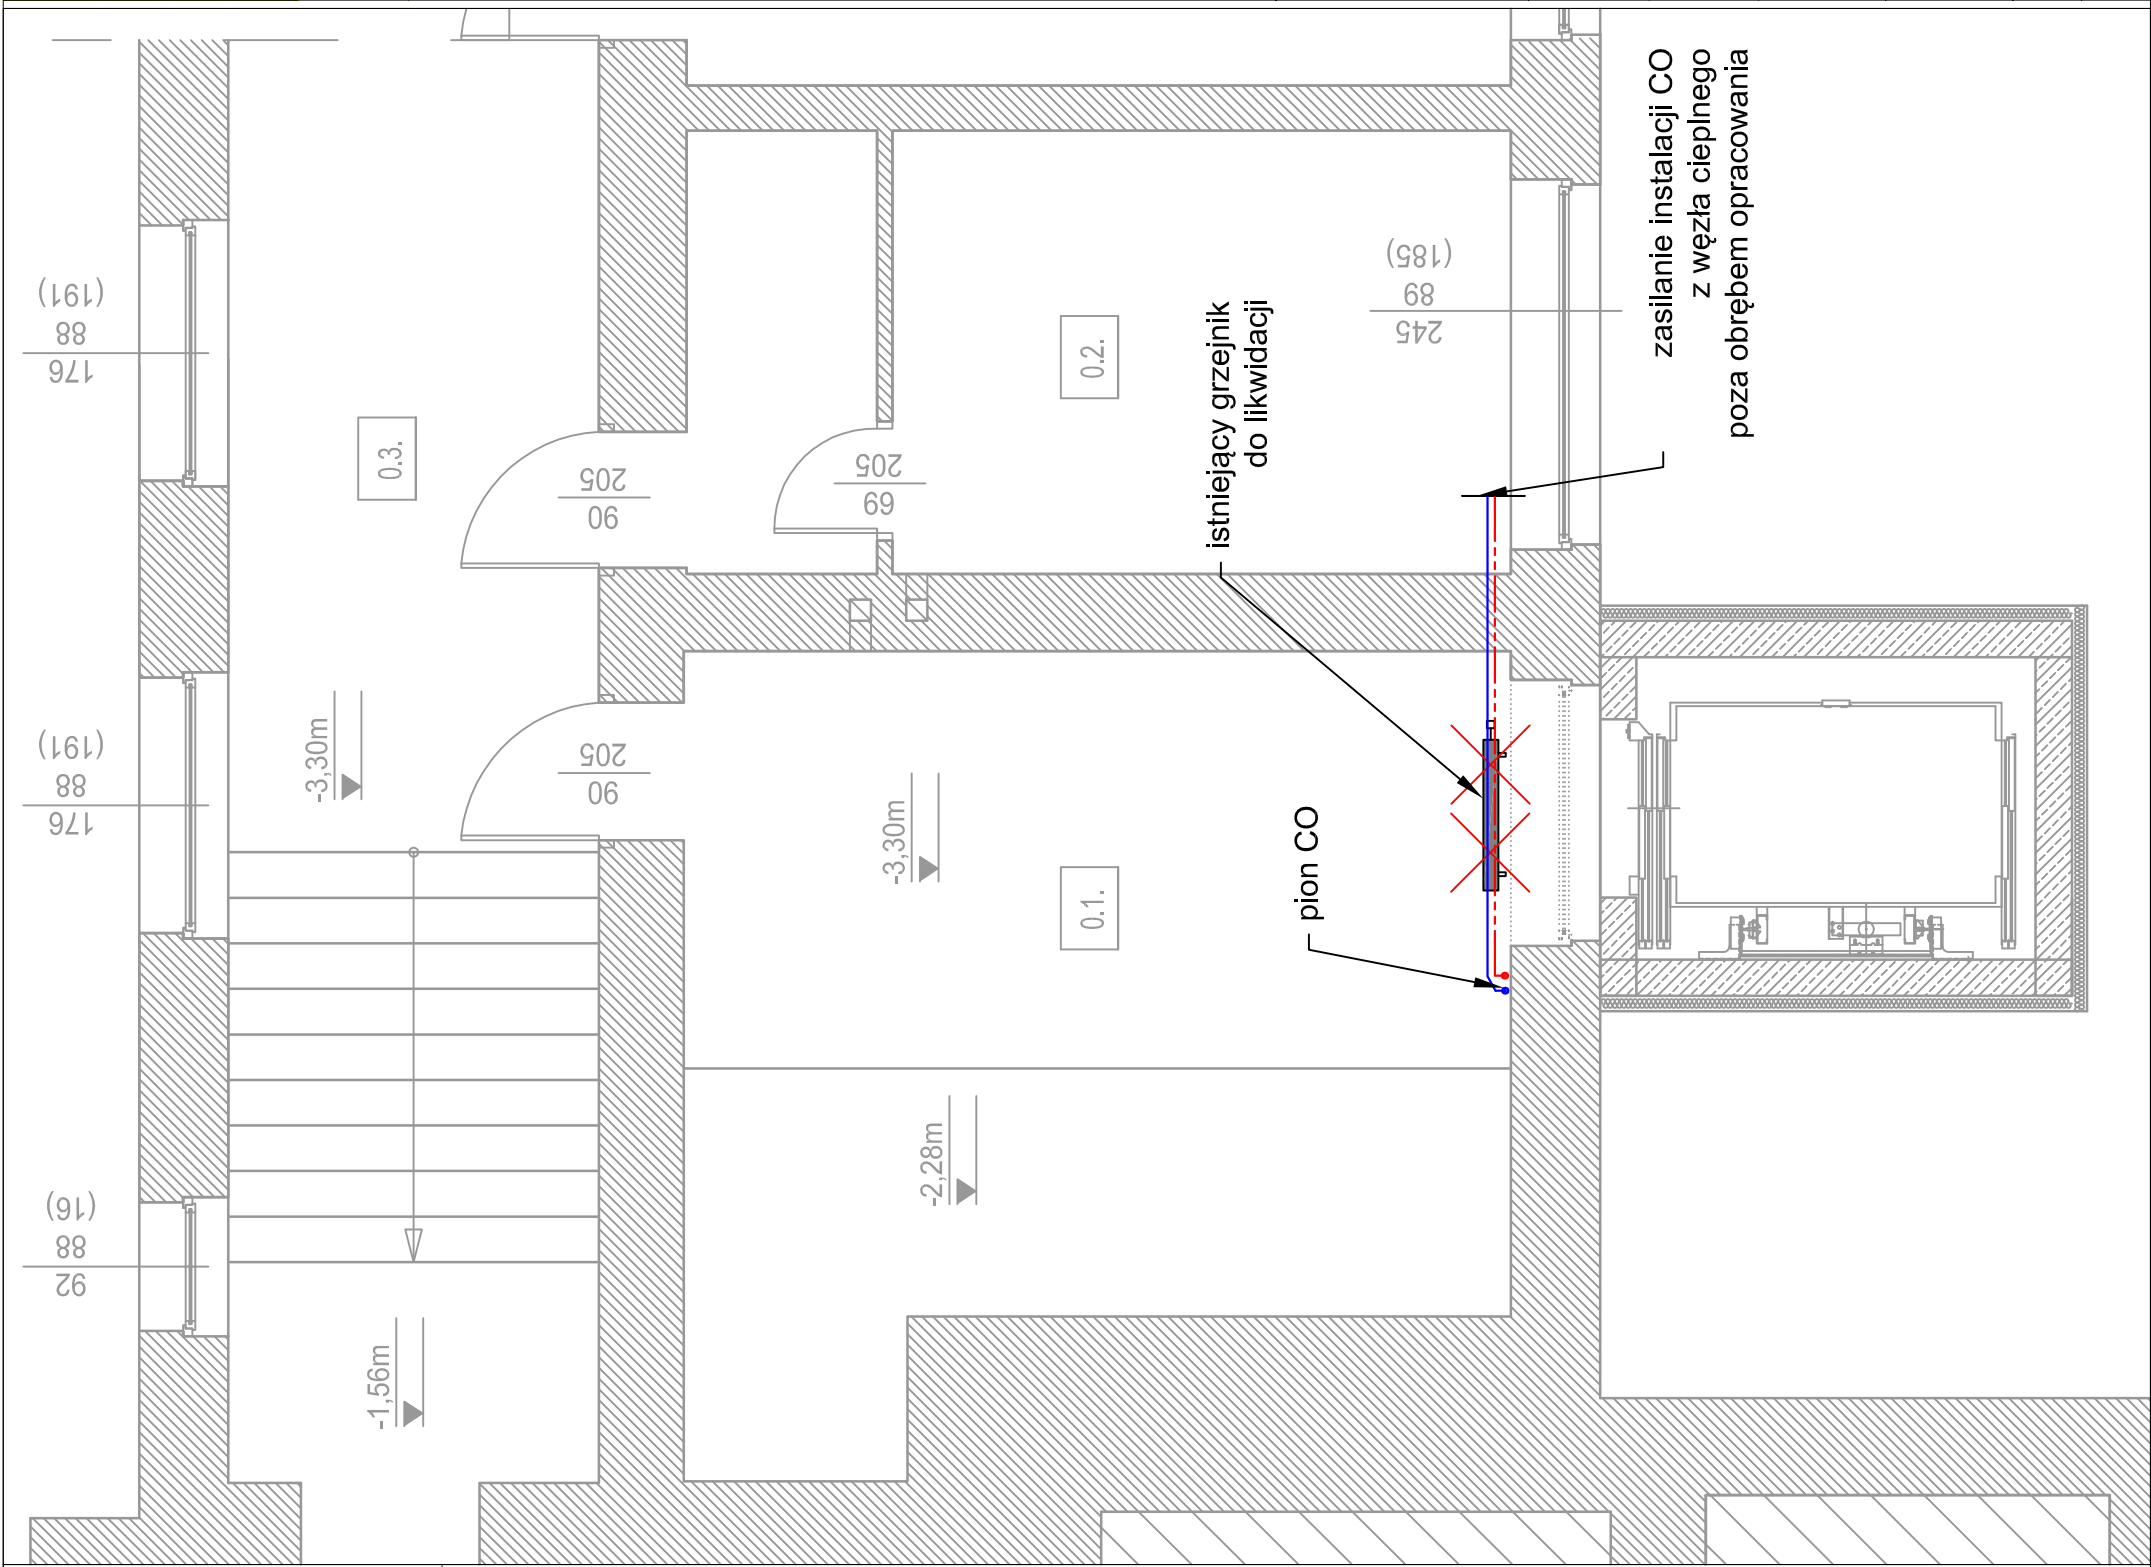 zasilanie instalacji CO
z węzła cieplnego
poza obrębem opracowania
istniejący grzejnik
do likwidacji
pion CO
0.1.
0.2.
0.3.
-3,30m
-3,30m
-2,28m
-1,56m
176
88
(191)
176
88
(191)
92
88
(16)
90
205
90
205
69
205
245
89
(185)